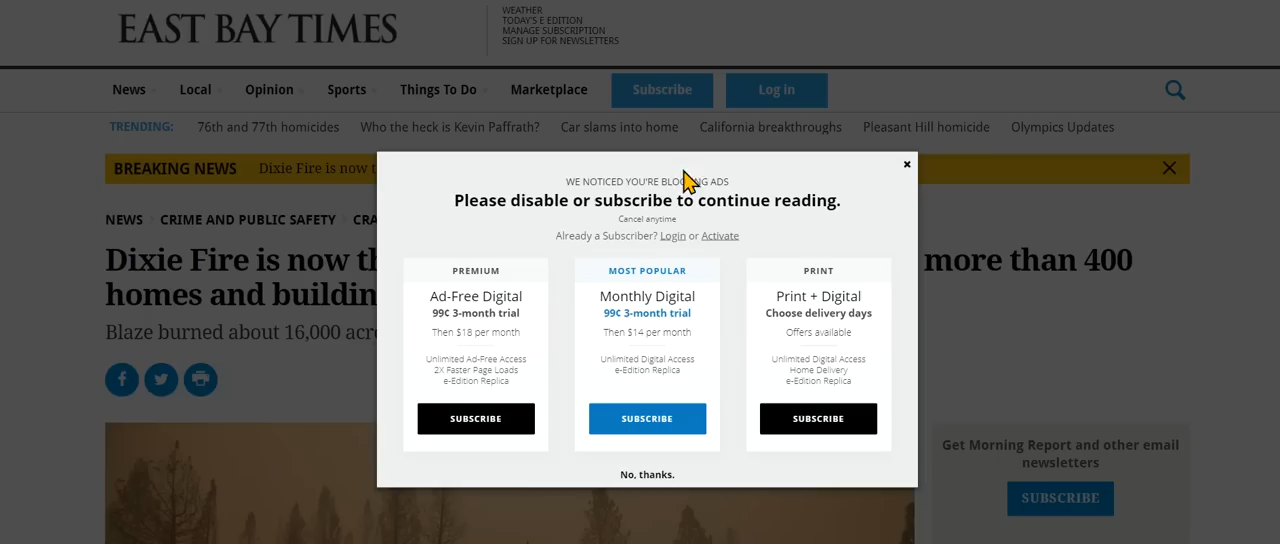 EAST BAY TIMES
WEATHER
TODAY'S E EDITION
MANAGE SUBSCRIPTION
SIGN UP FOR NEWSLETTERS
News Local Opinion Sports Things To Do Marketplace Subscribe Log in
TRENDING: 76th and 77th homicides Who the heck is Kevin Paffrath? Car slams into home California breakthroughs Pleasant Hill homicide Olympics Updates
BREAKING NEWS Dixie Fire is now t
WE NOTICED YOU'RE BLOCKING ADS
Please disable or subscribe to continue reading.
Cancel anytime
Already a Subscriber? Login or Activate
PREMIUM
Ad-Free Digital
99¢ 3-month trial
Then $18 per month
Unlimited Ad-Free Access
2X Faster Page Loads
e-Edition Replica
SUBSCRIBE
MOST POPULAR
Monthly Digital
99¢ 3-month trial
Then $14 per month
Unlimited Digital Access
e-Edition Replica
SUBSCRIBE
PRINT
Print + Digital
Choose delivery days
Offers available
Unlimited Digital Access
Home Delivery
e-Edition Replica
SUBSCRIBE
No, thanks.
NEWS CRIME AND PUBLIC SAFETY CRA
Dixie Fire is now th more than 400
homes and buildin
Blaze burned about 16,000 acre
Get Morning Report and other email
newsletters
SUBSCRIBE